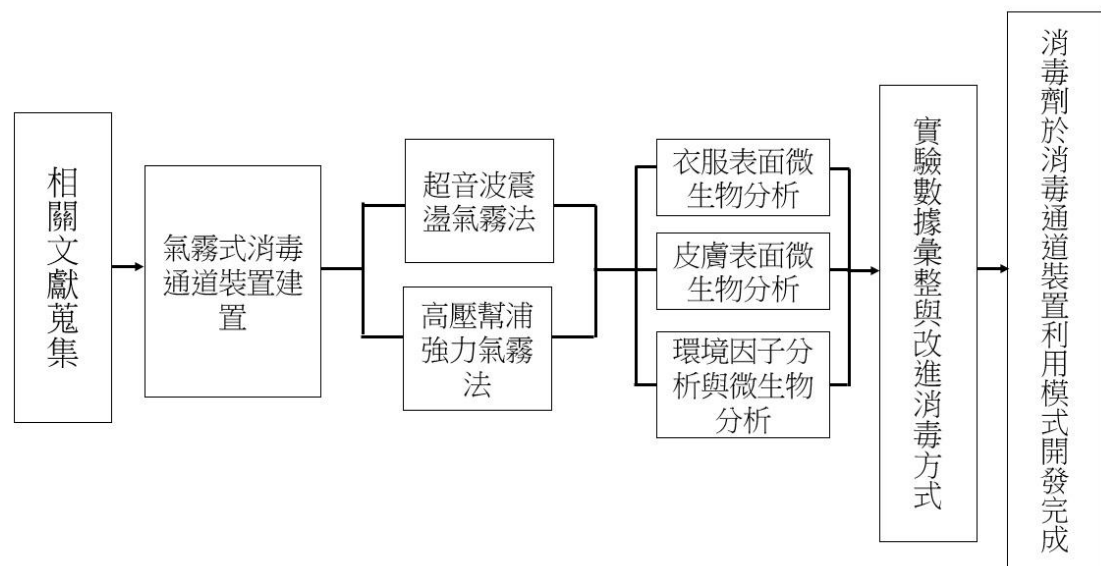 相關文獻蒐集
氣霧式消毒
通道裝置建
置
超音波震
盪氣霧法
高壓幫浦
強力氣霧
法
衣服表面微
生物分析
皮膚表面微
生物分析
環境因子分
析與微生物
分析
實驗數據彙整與改進消毒方式
消毒劑於消毒通道裝置利用模式開發完成